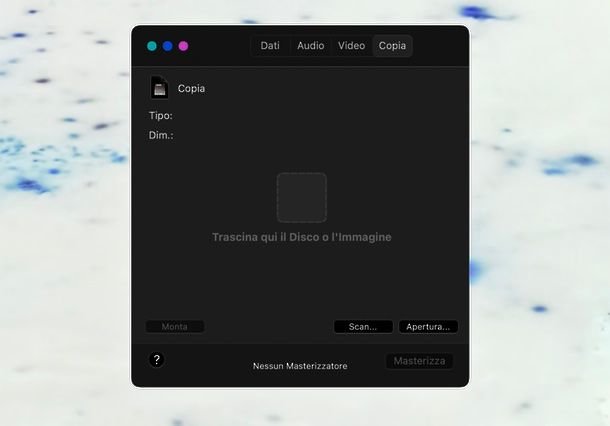 Dati Audio Video Copia
Copia
Tipo:
Dim.:
Trascina qui il Disco o l'Immagine
Monta Scan... Apertura...
? Nessun Masterizzatore Masterizza